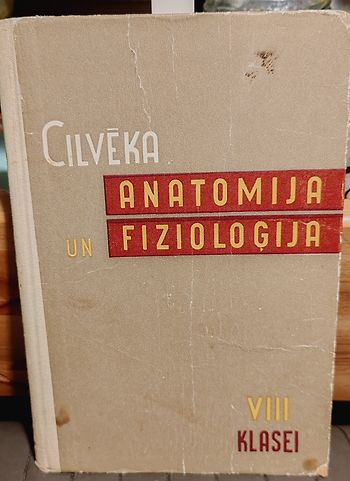 CILVĒKA
ANATOMIJA
UN FIZIOLOĢIJA
VIII
KLASEI